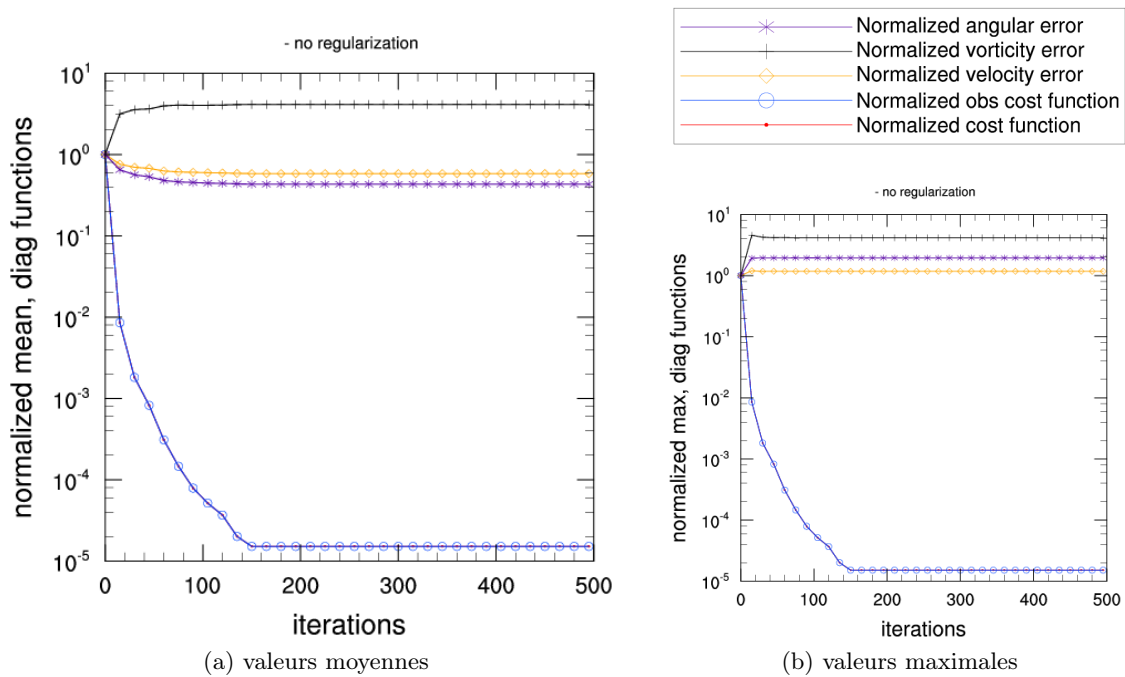 - no regularization
normalized mean, diag functions
10^1
10^0
10^-1
10^-2
10^-3
10^-4
10^-5
0 100 200 300 400 500
iterations
(a) valeurs moyennes
Normalized angular error
Normalized vorticity error
Normalized velocity error
Normalized obs cost function
Normalized cost function
- no regularization
normalized max, diag functions
10^1
10^0
10^-1
10^-2
10^-3
10^-4
10^-5
0 100 200 300 400 500
iterations
(b) valeurs maximales